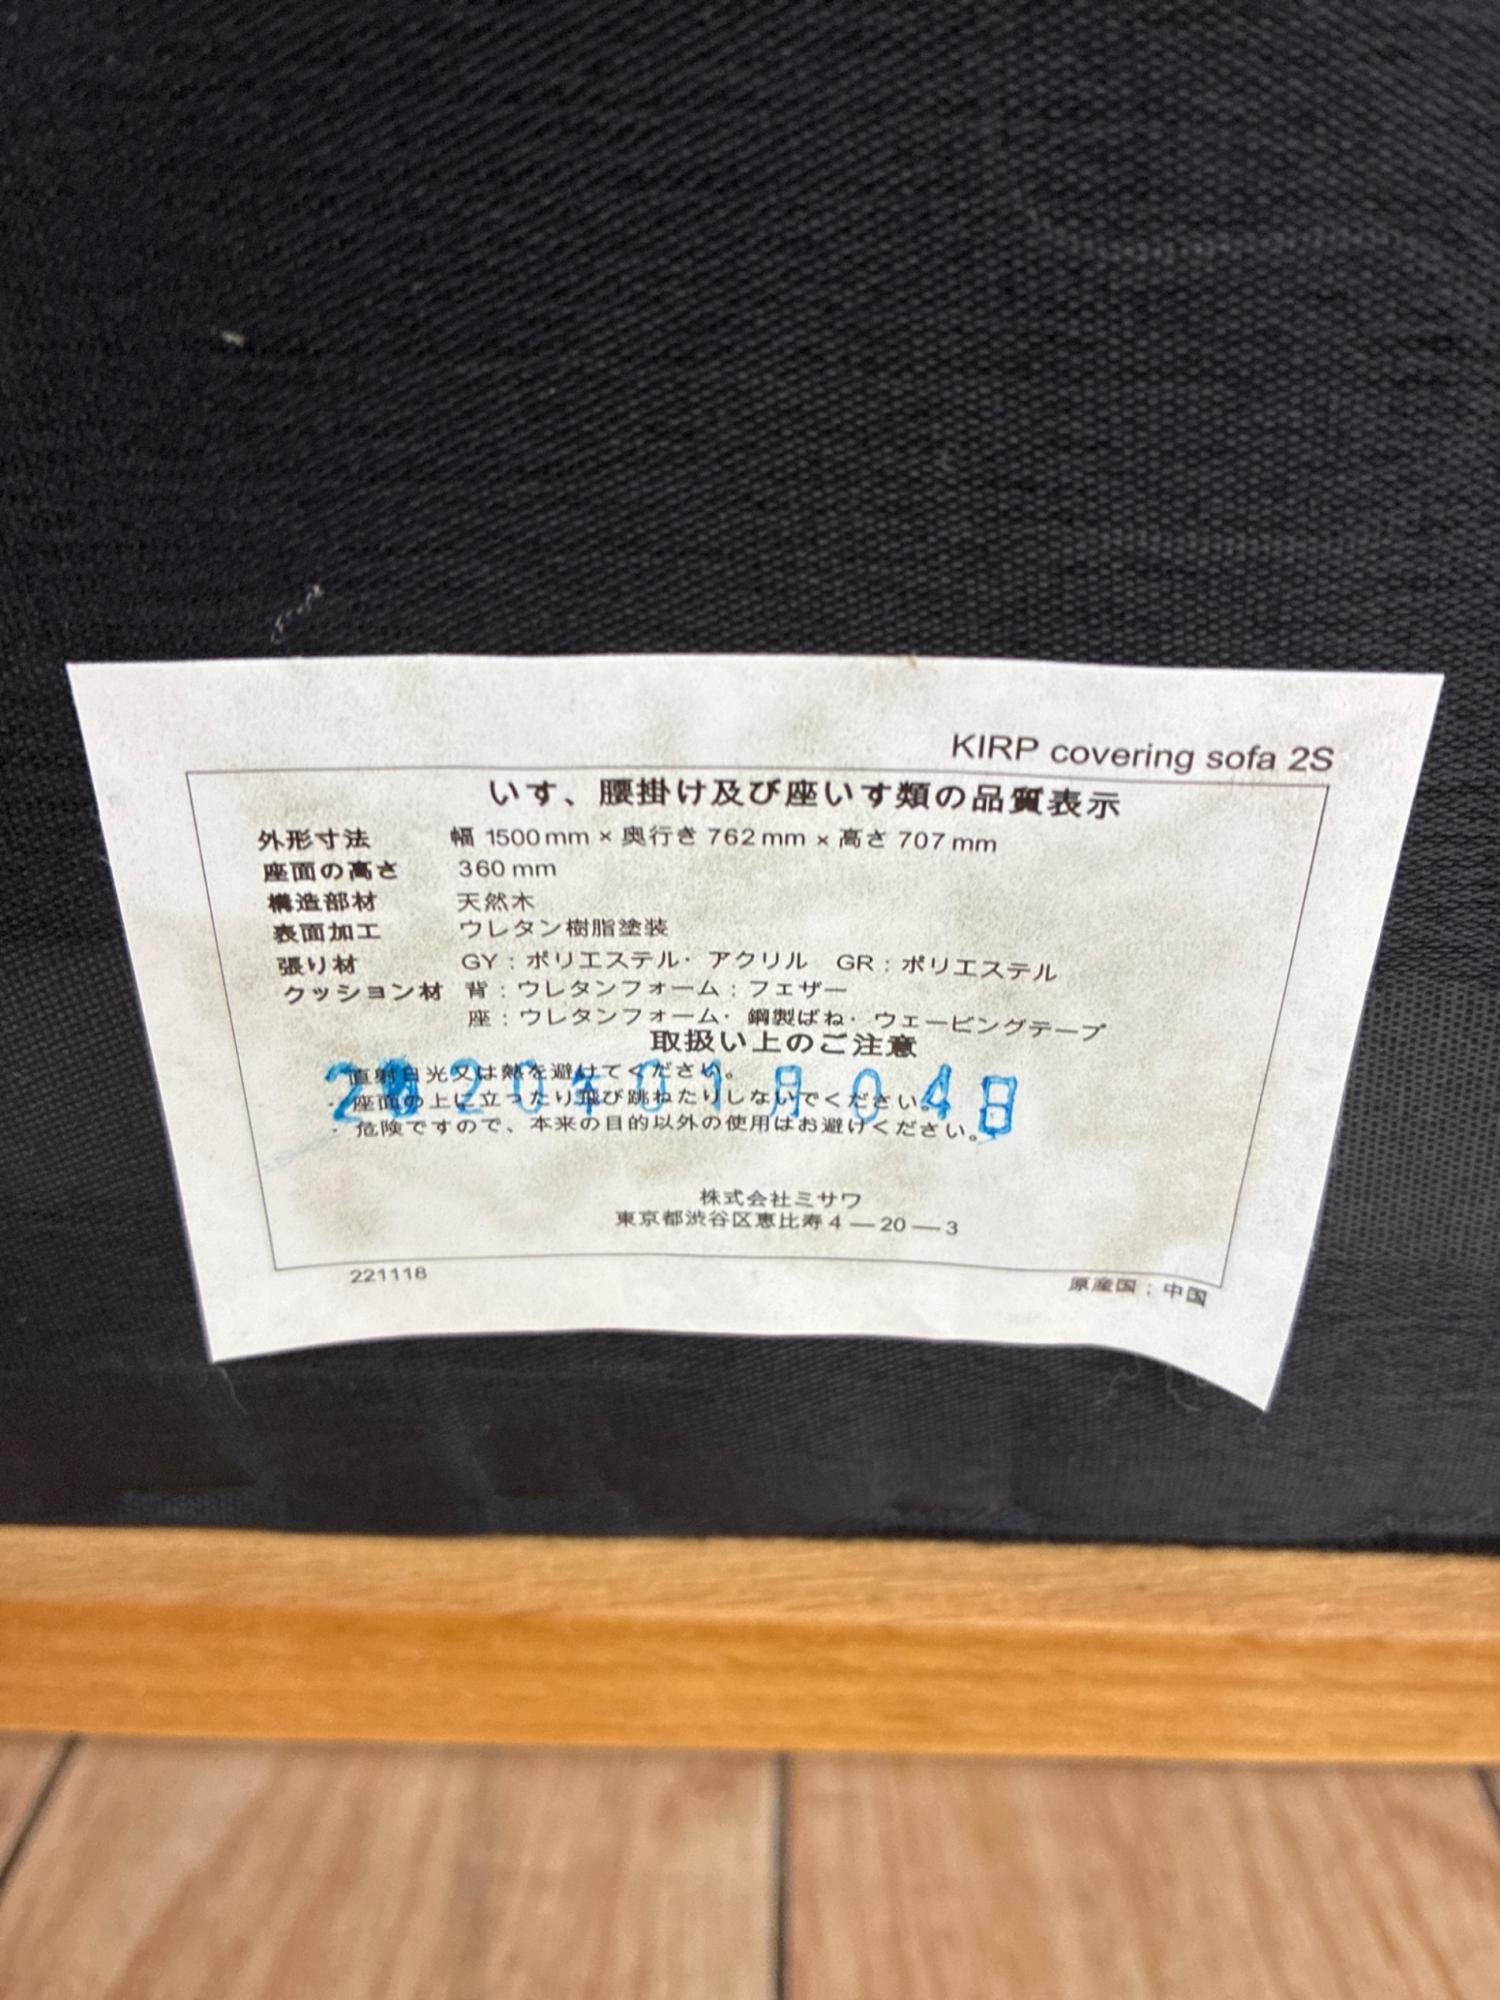 KIRP covering sofa 2S
いす、腰掛け及び座いす類の品質表示
外形寸法 幅 1500mm × 奥行き 762mm × 高さ 707mm
座面の高さ 360mm
構造部材 天然木
表面加工 ウレタン樹脂塗装
張り材 GY:ポリエステル・アクリル GR:ポリエステル
クッション材 背:ウレタンフォーム:フェザー
座:ウレタンフォーム・鋼製ばね・ウェービングテープ
取扱い上のご注意
2020年01月04日
・直射日光又は熱を避けてください。
・座面の上に立ったり飛び跳ねたりしないでください。
・危険ですので、本来の目的以外の使用はお避けください。
株式会社ミサワ
東京都渋谷区恵比寿4―20―3
221118
原産国:中国